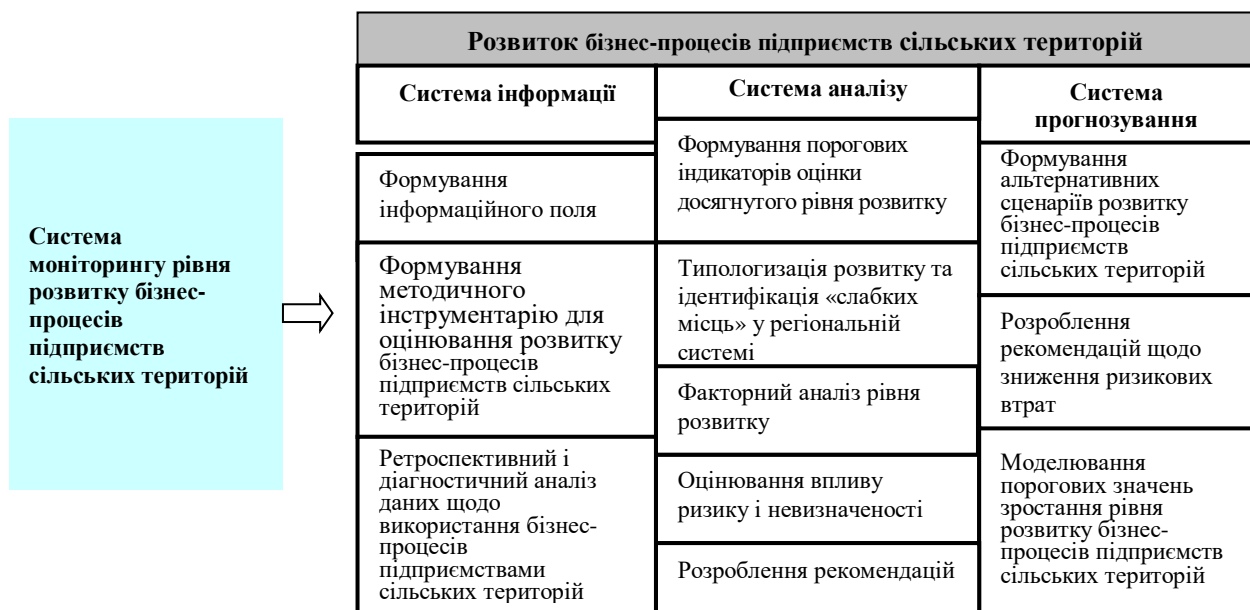 Розвиток бізнес-процесів підприємств сільських територій
Система інформації
Система аналізу
Система
прогнозування
Система
моніторингу рівня
розвитку бізнес-
процесів
підприємств
сільських територій
Формування
інформаційного поля
Формування
методичного
інструментарію для
оцінювання розвитку
бізнес-процесів
підприємств сільських
територій
Ретроспективний і
діагностичний аналіз
даних щодо
використання бізнес-
процесів
підприємствами
сільських територій
Формування порогових
індикаторів оцінки
досягнутого рівня розвитку
Типологизація розвитку та
ідентифікація «слабких
місць» у регіональній
системі
Факторний аналіз рівня
розвитку
Оцінювання впливу
ризику і невизначеності
Розроблення рекомендацій
Формування
альтернативних
сценаріїв розвитку
бізнес-процесів
підприємств
сільських територій
Розроблення
рекомендацій щодо
зниження ризикових
втрат
Моделювання
порогових значень
зростання рівня
розвитку бізнес-
процесів підприємств
сільських територій